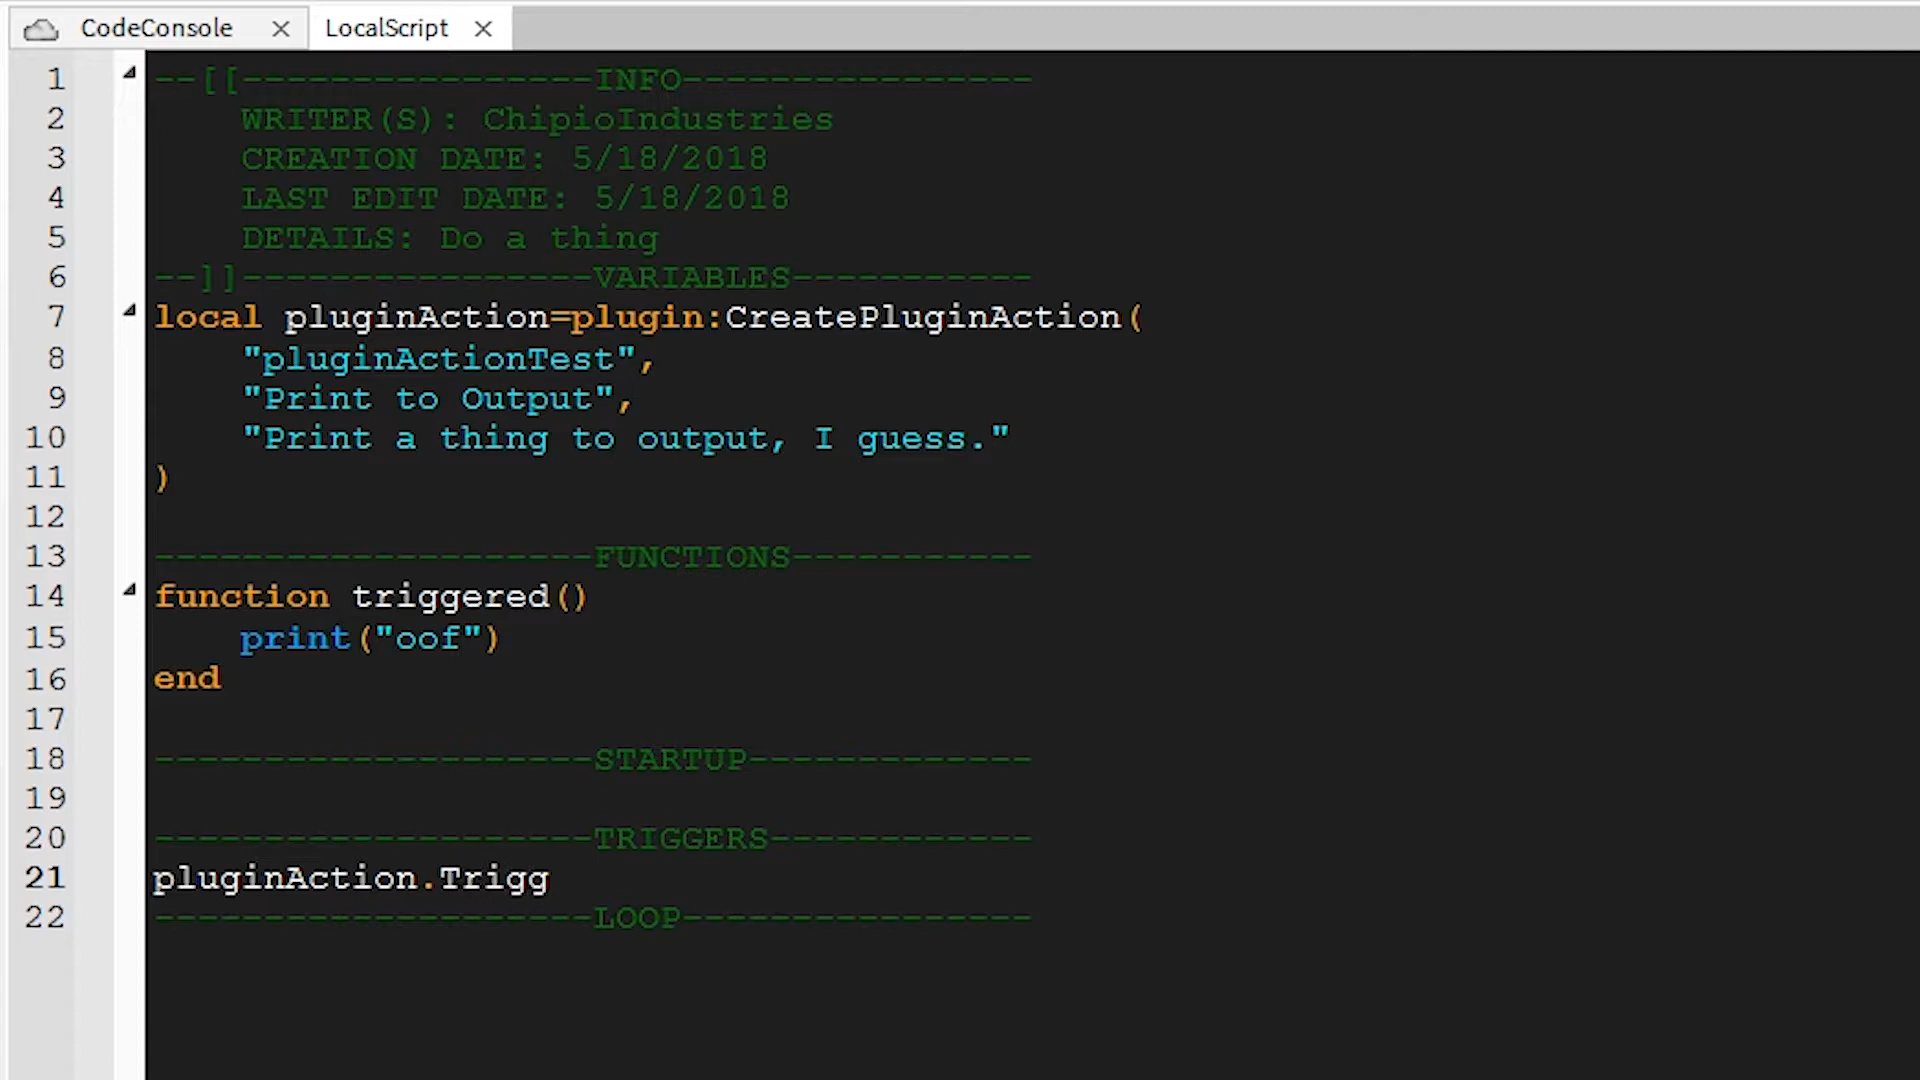 CodeConsole
LocalScript
1 --[[----------------INFO----------------
2 WRITER(S): ChipioIndustries
3 CREATION DATE: 5/18/2018
4 LAST EDIT DATE: 5/18/2018
5 DETAILS: Do a thing
6 --]]----------------VARIABLES-----------
7 local pluginAction=plugin:CreatePluginAction(
8 "pluginActionTest",
9 "Print to Output",
10 "Print a thing to output, I guess."
11 )
12
13 --------------------FUNCTIONS-----------
14 function triggered()
15 print("oof")
16 end
17
18 --------------------STARTUP-------------
19
20 --------------------TRIGGERS------------
21 pluginAction.Trigg
22 --------------------LOOP----------------